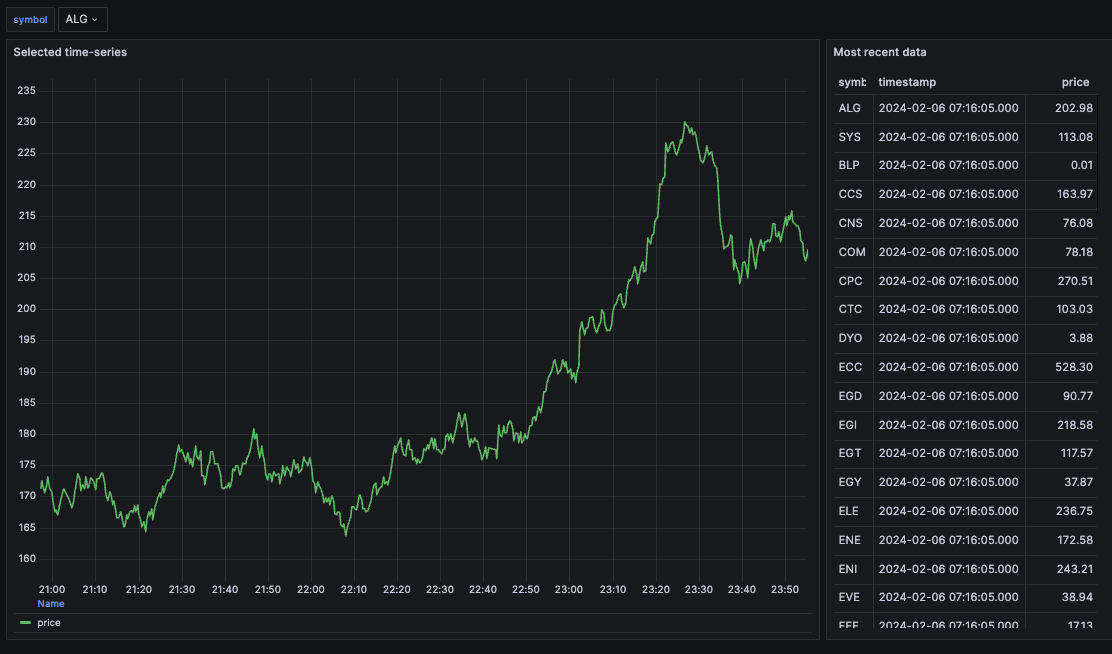 symbol ALG
Selected time-series
235
230
225
220
215
210
205
200
195
190
185
180
175
170
165
160
21:00 21:10 21:20 21:30 21:40 21:50 22:00 22:10 22:20 22:30 22:40 22:50 23:00 23:10 23:20 23:30 23:40 23:50
Name
price
Most recent data
symb timestamp price
ALG 2024-02-06 07:16:05.000 202.98
SYS 2024-02-06 07:16:05.000 113.08
BLP 2024-02-06 07:16:05.000 0.01
CCS 2024-02-06 07:16:05.000 163.97
CNS 2024-02-06 07:16:05.000 76.08
COM 2024-02-06 07:16:05.000 78.18
CPC 2024-02-06 07:16:05.000 270.51
CTC 2024-02-06 07:16:05.000 103.03
DYO 2024-02-06 07:16:05.000 3.88
ECC 2024-02-06 07:16:05.000 528.30
EGD 2024-02-06 07:16:05.000 90.77
EGI 2024-02-06 07:16:05.000 218.58
EGT 2024-02-06 07:16:05.000 117.57
EGY 2024-02-06 07:16:05.000 37.87
ELE 2024-02-06 07:16:05.000 236.75
ENE 2024-02-06 07:16:05.000 172.58
ENI 2024-02-06 07:16:05.000 243.21
EVE 2024-02-06 07:16:05.000 38.94
2024-02-06 07:16:05.000 17.13